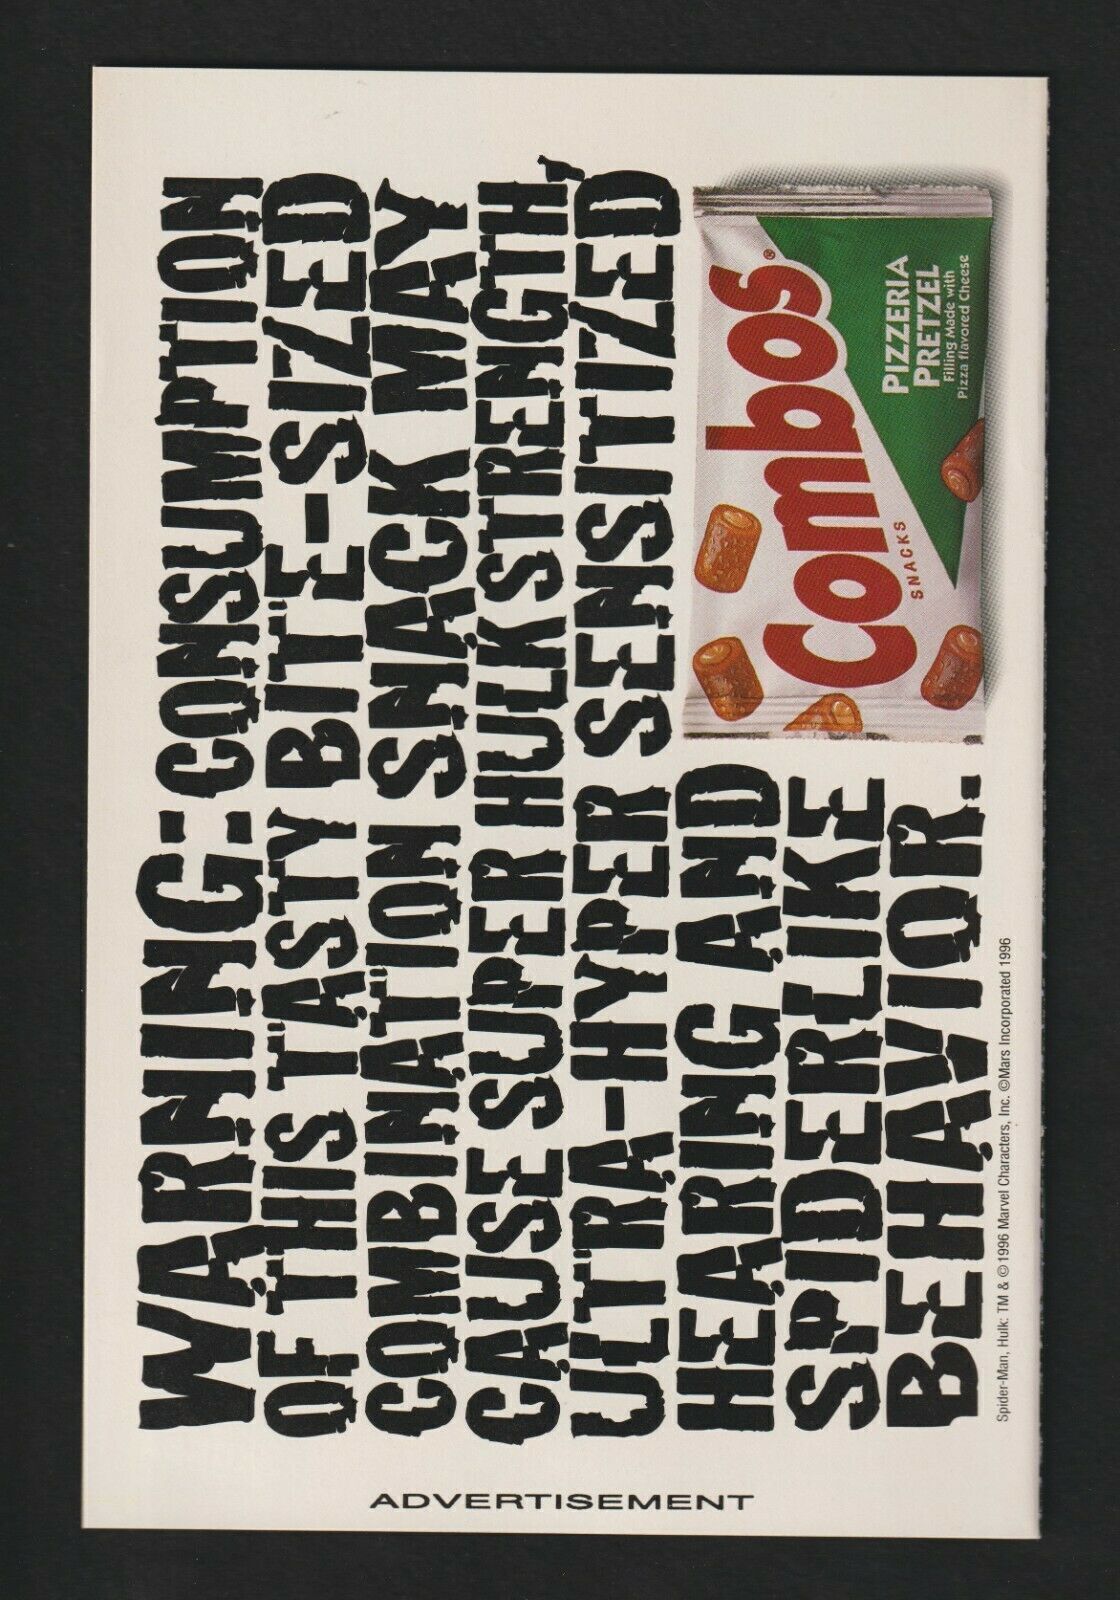 WARNING: CONSUMPTION
OF THIS TASTY BITE-SIZED
COMBINATION SNACK MAY
CAUSE SUPER HULK STRENGTH,
ULTRA-HYPER SENSITIZED
HEARING AND
SPIDERLIKE
BEHAVIOR.
Combos®
SNACKS
PIZZERIA
PRETZEL
Filling Made with
Pizza flavored Cheese
Spider-Man, Hulk: TM & © 1996 Marvel Characters, Inc. ©Mars Incorporated 1996
ADVERTISEMENT